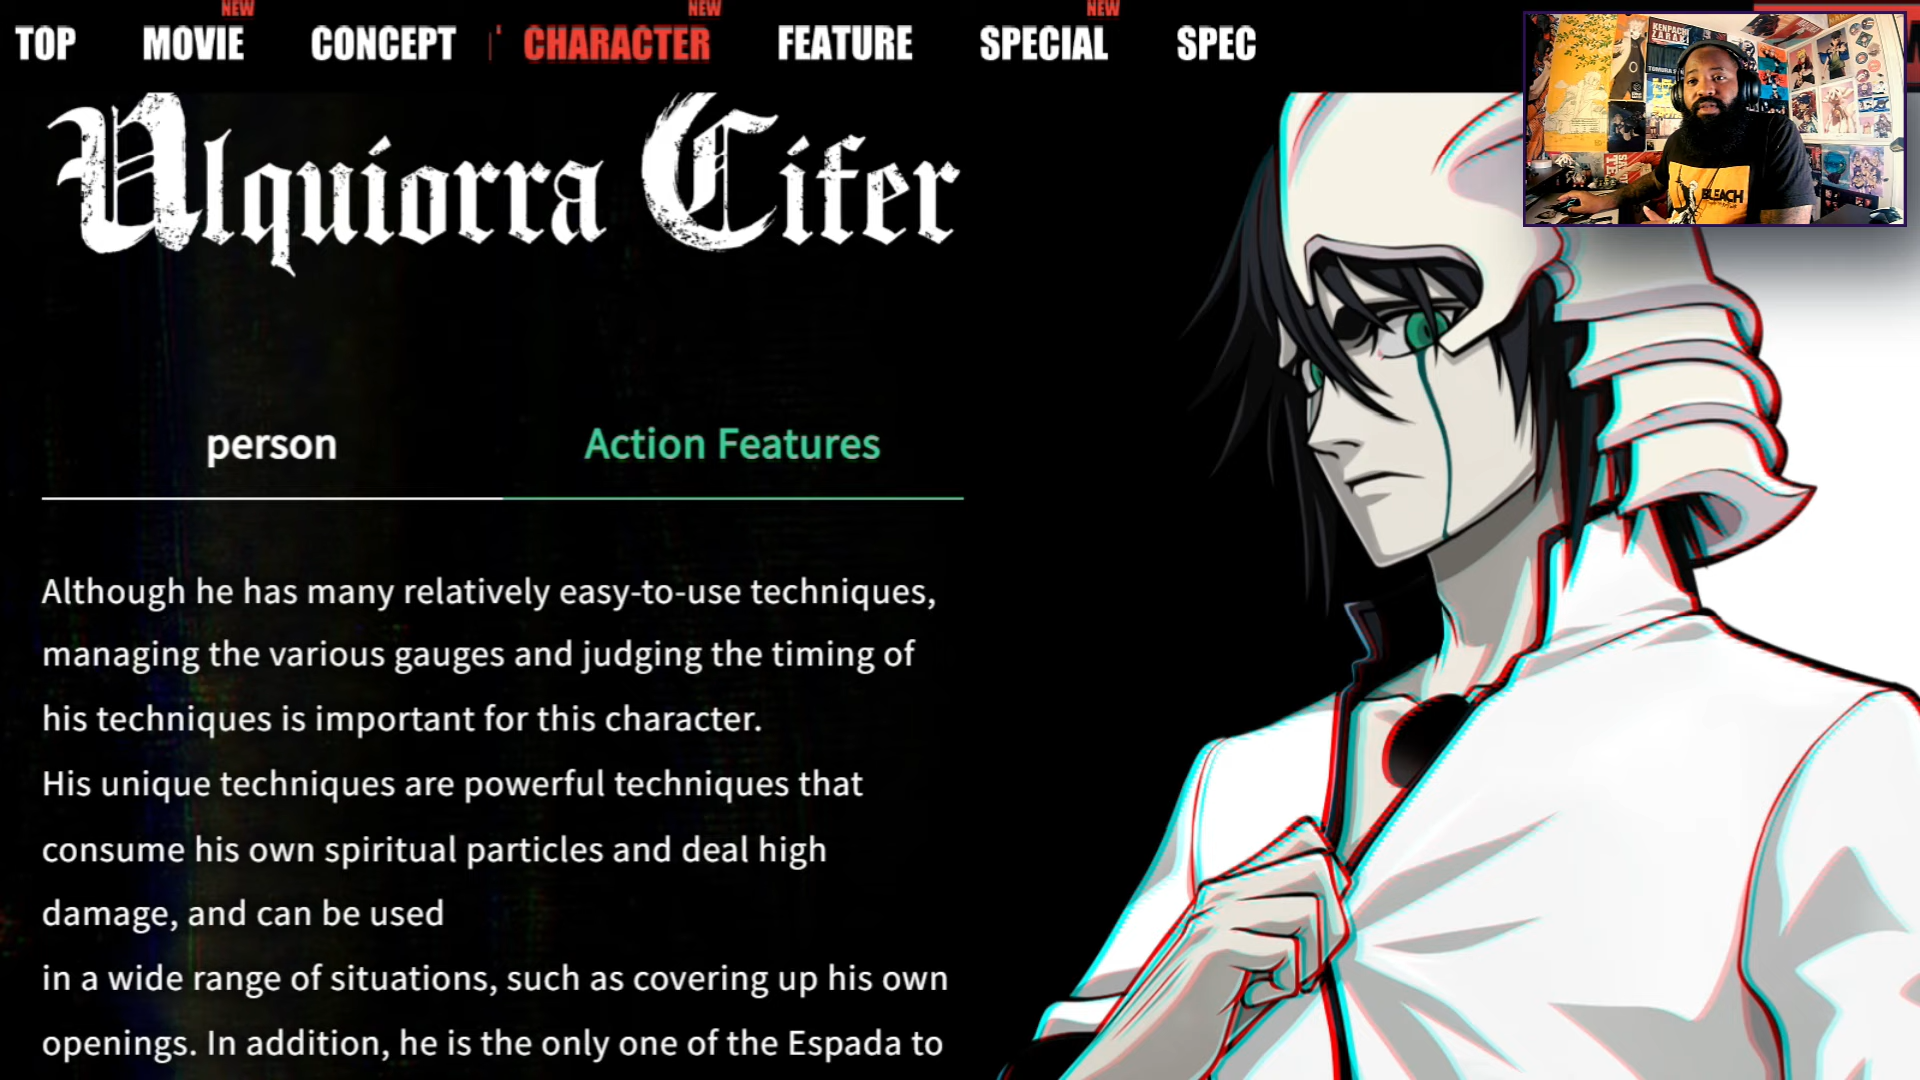 NEW NEW NEW
TOP MOVIE CONCEPT CHARACTER FEATURE SPECIAL SPEC
KENPACHI
ZARAKI
BLEACH
Ulquiorra Cifer
person Action Features
Although he has many relatively easy-to-use techniques,
managing the various gauges and judging the timing of
his techniques is important for this character.
His unique techniques are powerful techniques that
consume his own spiritual particles and deal high
damage, and can be used
in a wide range of situations, such as covering up his own
openings. In addition, he is the only one of the Espada to